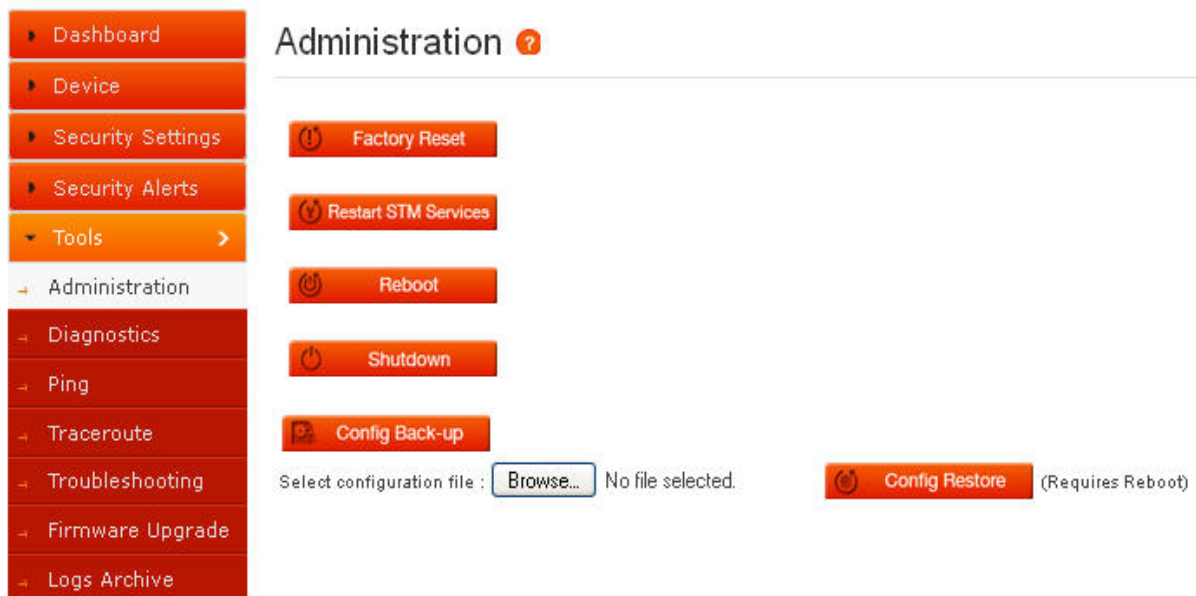 Dashboard
Device
Security Settings
Security Alerts
Tools
Administration
Diagnostics
Ping
Traceroute
Troubleshooting
Firmware Upgrade
Logs Archive
Administration ?
Factory Reset
Restart STM Services
Reboot
Shutdown
Config Back-up
Select configuration file : Browse... No file selected. Config Restore (Requires Reboot)